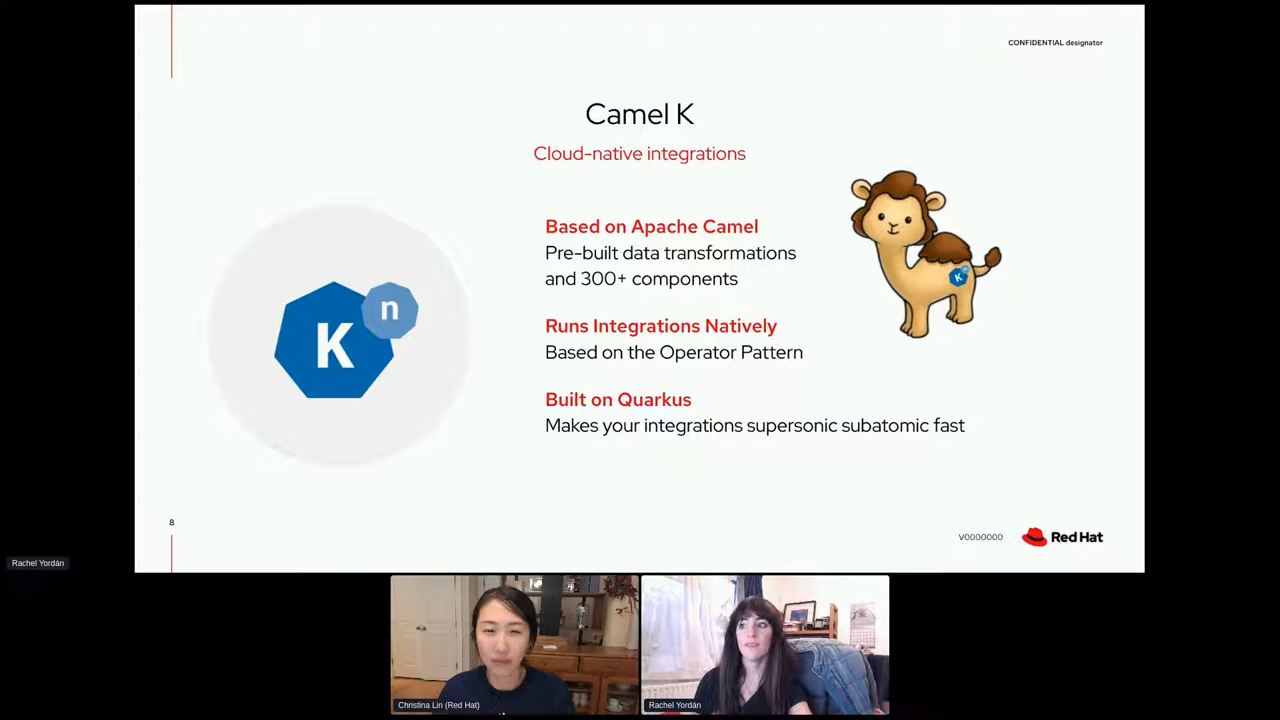 CONFIDENTIAL designator
Camel K
Cloud-native integrations
Based on Apache Camel
Pre-built data transformations
and 300+ components
K
n
K
Runs Integrations Natively
Based on the Operator Pattern
Built on Quarkus
Makes your integrations supersonic subatomic fast
8
V0000000
Red Hat
Rachel Yordán
Christina Lin (Red Hat)
Rachel Yordán